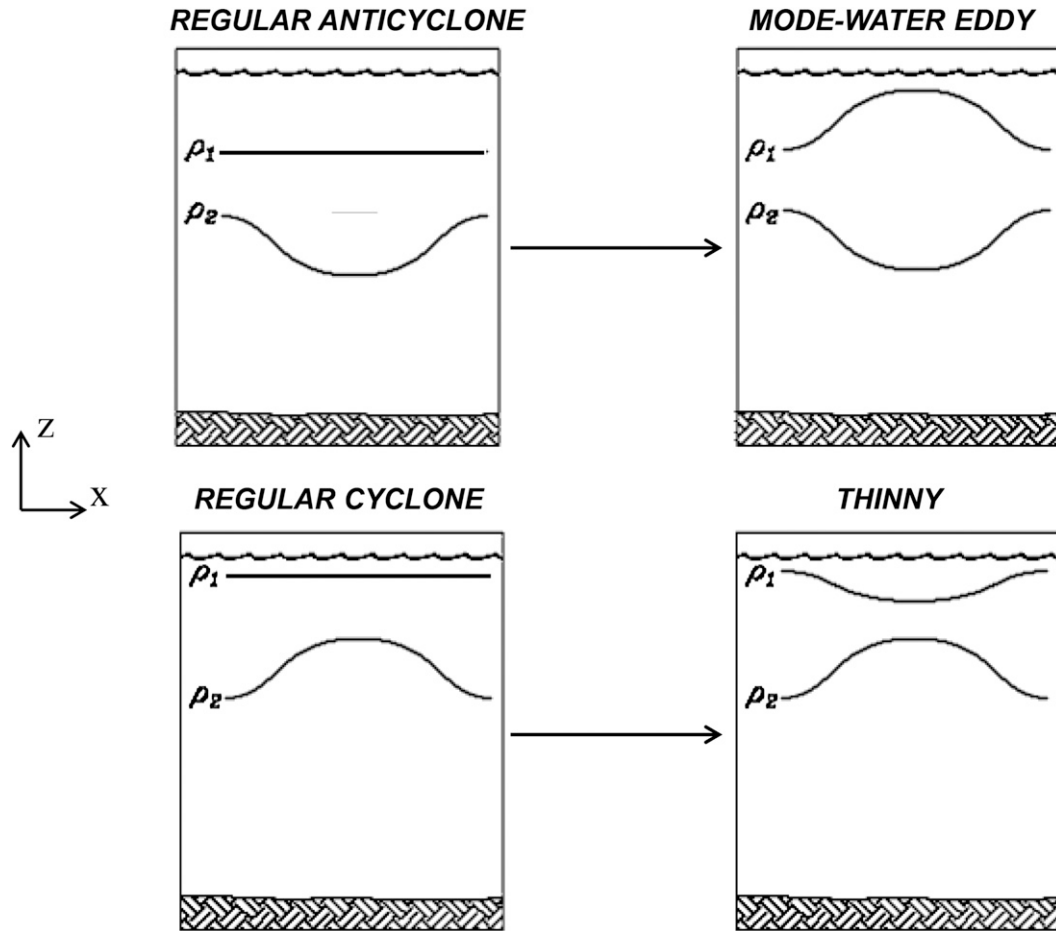 REGULAR ANTICYCLONE
MODE-WATER EDDY
ρ1
ρ2
ρ1
ρ2
Z
X
REGULAR CYCLONE
THINNY
ρ1
ρ2
ρ1
ρ2